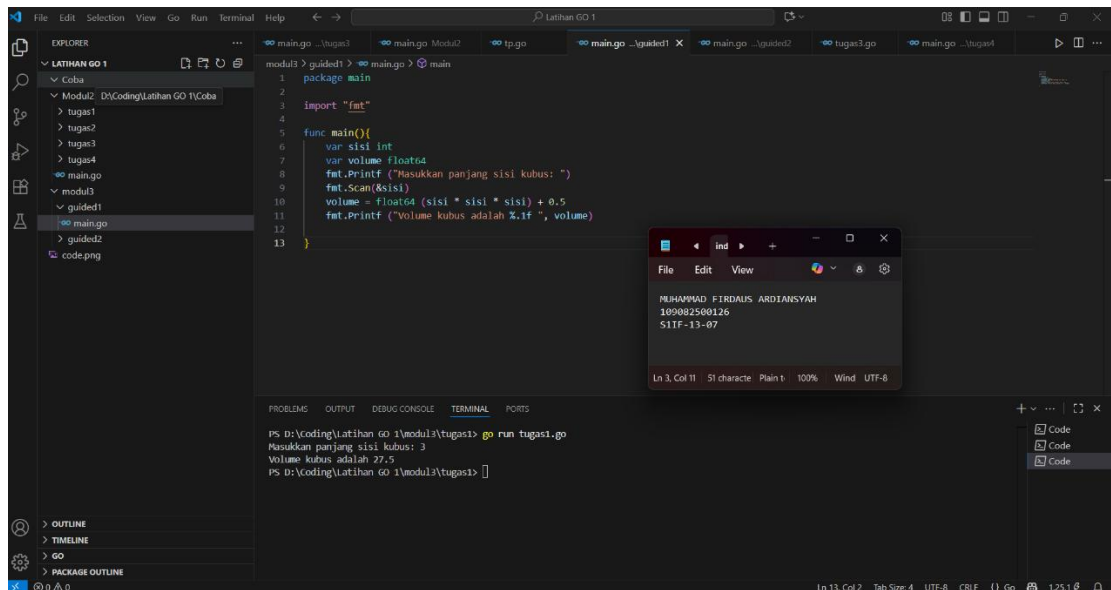 File Edit Selection View Go Run Terminal Help
Latihan GO 1
EXPLORER
LATIHAN GO 1
Coba
Modul2
D:\Coding\Latihan GO 1\Coba
tugas1
tugas2
tugas3
tugas4
main.go
modul3
guided1
main.go
guided2
code.png
OUTLINE
TIMELINE
GO
PACKAGE OUTLINE
main.go ...\tugas3 main.go Modul2 tp.go main.go ...\guided1 main.go ...\guided2 tugas3.go main.go ...\tugas4
modul3 > guided1 > main.go > main
1 package main
2
3 import "fmt"
4
5 func main(){
6 var sisi int
7 var volume float64
8 fmt.Printf ("Masukkan panjang sisi kubus: ")
9 fmt.Scan(&sisi)
10 volume = float64 (sisi * sisi * sisi) + 0.5
11 fmt.Printf ("Volume kubus adalah %.1f ", volume)
12
13 }
ind
File Edit View
MUHAMMAD FIRDAUS ARDIANSYAH
109082500126
S1IF-13-07
Ln 3, Col 11 51 characte Plain t 100% Wind UTF-8
PROBLEMS OUTPUT DEBUG CONSOLE TERMINAL PORTS
PS D:\Coding\Latihan GO 1\modul3\tugas1> go run tugas1.go
Masukkan panjang sisi kubus: 3
Volume kubus adalah 27.5
PS D:\Coding\Latihan GO 1\modul3\tugas1>
Code
Code
Code
0 0
Ln 13, Col 2 Tab Size: 4 UTF-8 CRLF {} Go 1.25.1